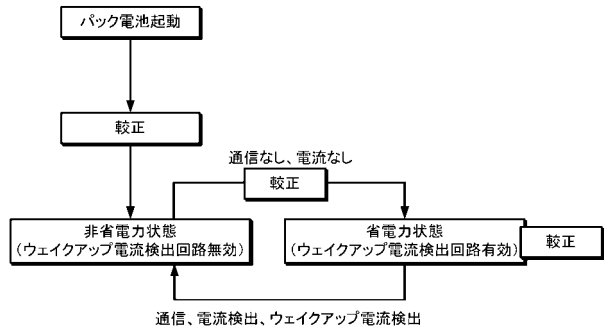 パック電池起動
較正
通信なし、電流なし
較正
非省電力状態
(ウェイクアップ電流検出回路無効)
省電力状態
(ウェイクアップ電流検出回路有効)
較正
通信、電流検出、ウェイクアップ電流検出